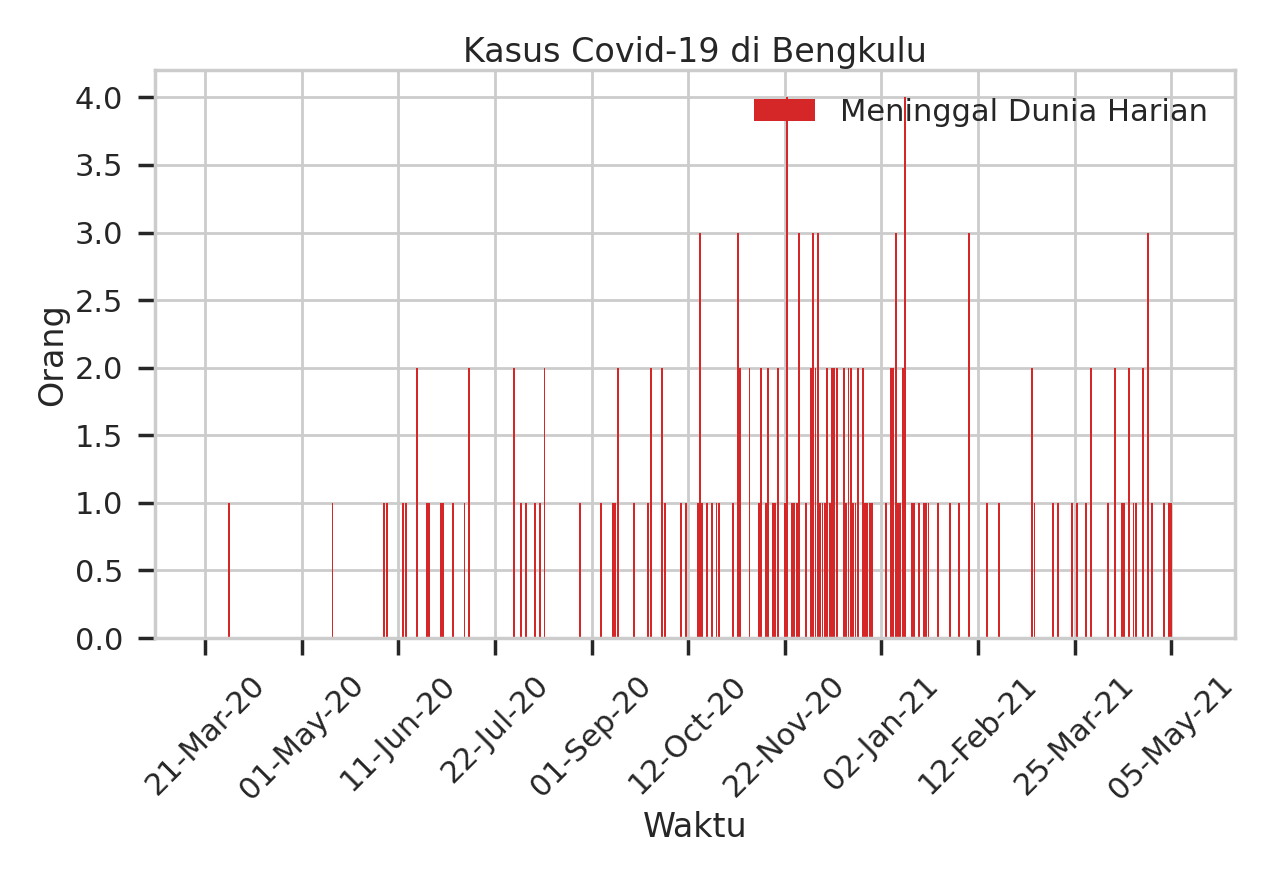 Kasus Covid-19 di Bengkulu
Meninggal Dunia Harian
Orang
4.0
3.5
3.0
2.5
2.0
1.5
1.0
0.5
0.0
21-Mar-20
01-May-20
11-Jun-20
22-Jul-20
01-Sep-20
12-Oct-20
22-Nov-20
02-Jan-21
12-Feb-21
25-Mar-21
05-May-21
Waktu